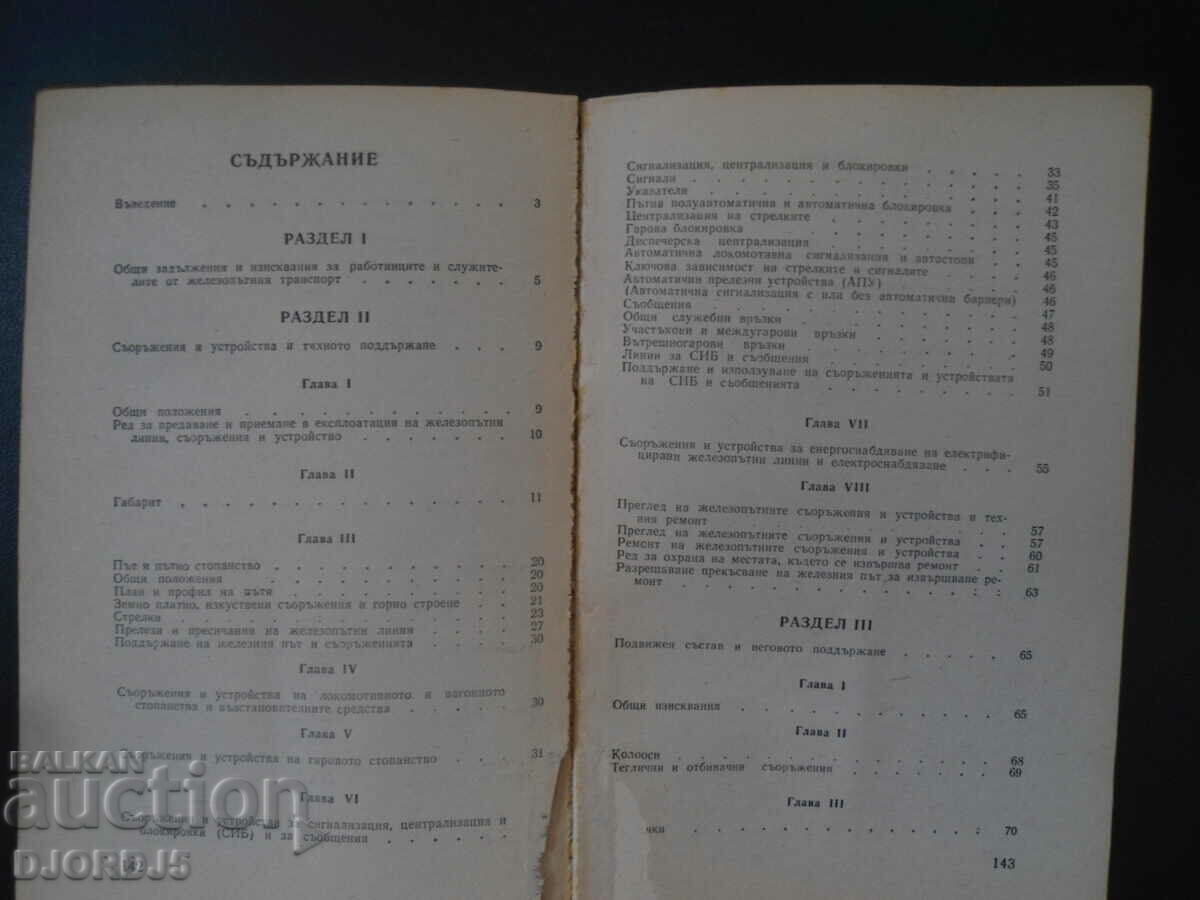 СЪДЪРЖАНИЕ
Въведение . . . . . . . . . . . . . . 3
РАЗДЕЛ I
Общи задължения и изисквания за работниците и служите-
лите от железопътния транспорт . . . . . . 5
РАЗДЕЛ II
Съоръжения и устройства и тяхното поддържане . . . 9
Глава I
Общи положения . . . . . . . . . . . . 9
Ред за предаване и приемане в експлоатация на железопътни
линии, съоръжения и устройство . . . . . . . 10
Глава II
Габарит . . . . . . . . . . . . . . 11
Глава III
Път и пътно стопанство . . . . . . . . . . 20
Общи положения . . . . . . . . . . . . 20
План и профил на пътя . . . . . . . . . . 20
Земно платно, изкуствени съоръжения и горно строене . . 21
Стрелки . . . . . . . . . . . . . . 23
Прелези и пресичания на железопътни линии . . . . 27
Поддържане на железния път и съоръженията . . . . 30
Глава IV
Съоръжения и устройства на локомотивното и вагонното
стопанства и възстановителните средства . . . . . 30
Глава V
Съоръжения и устройства на гаровото стопанство . . . 31
Глава VI
Съоръжения и устройства за сигнализация, централизация и
блокировка (СИБ) и за съобщения . . . . . .
142
Сигнализация, централизация и блокировки . . . . . 33
Сигнали . . . . . . . . . . . . . . 35
Указатели . . . . . . . . . . . . . 41
Пътна полуавтоматична и автоматична блокировка . . . 42
Централизация на стрелките . . . . . . . . 43
Гарова блокировка . . . . . . . . . . . 45
Диспечерска централизация . . . . . . . . 45
Автоматична локомотивна сигнализация и автостопи . . 45
Ключова зависимост на стрелките и сигналите . . . . 46
Автоматични прелезни устройства (АПУ) . . . . . 46
(Автоматична сигнализация с или без автоматична бариери) 46
Съобщения . . . . . . . . . . . . . 47
Общи служебни връзки . . . . . . . . . . 48
Участъкови и междугарови връзки . . . . . . . 48
Вътрешногарови връзки . . . . . . . . . 49
Линии за СИБ и съобщения . . . . . . . . 50
Поддържане и използуване на съоръженията и устройствата
на СИБ и съобщенията . . . . . . . . . 51
Глава VII
Съоръжения и устройства за енергоснабдяване на електрифи-
цирани железопътни линии и електроснабдяване . . . 55
Глава VIII
Преглед на железопътните съоръжения и устройства и тех-
ния ремонт . . . . . . . . . . . . 57
Преглед на железопътните съоръжения и устройства . . 57
Ремонт на железопътните съоръжения и устройства . . 60
Ред за охрана на местата, където се извършва ремонт . . 61
Разрешаване прекъсване на железния път за извършване ре-
монт . . . . . . . . . . . . . . 63
РАЗДЕЛ III
Подвижен състав и неговото поддържане . . . . . 65
Глава I
Общи изисквания . . . . . . . . . . . 65
Глава II
Колооси . . . . . . . . . . . . . . 68
Теглични и отбивачни съоръжения . . . . . . . 69
Глава III
чки . . . . . . . . . . . . . 70
143
BALKAN
auction
DJORDJ5